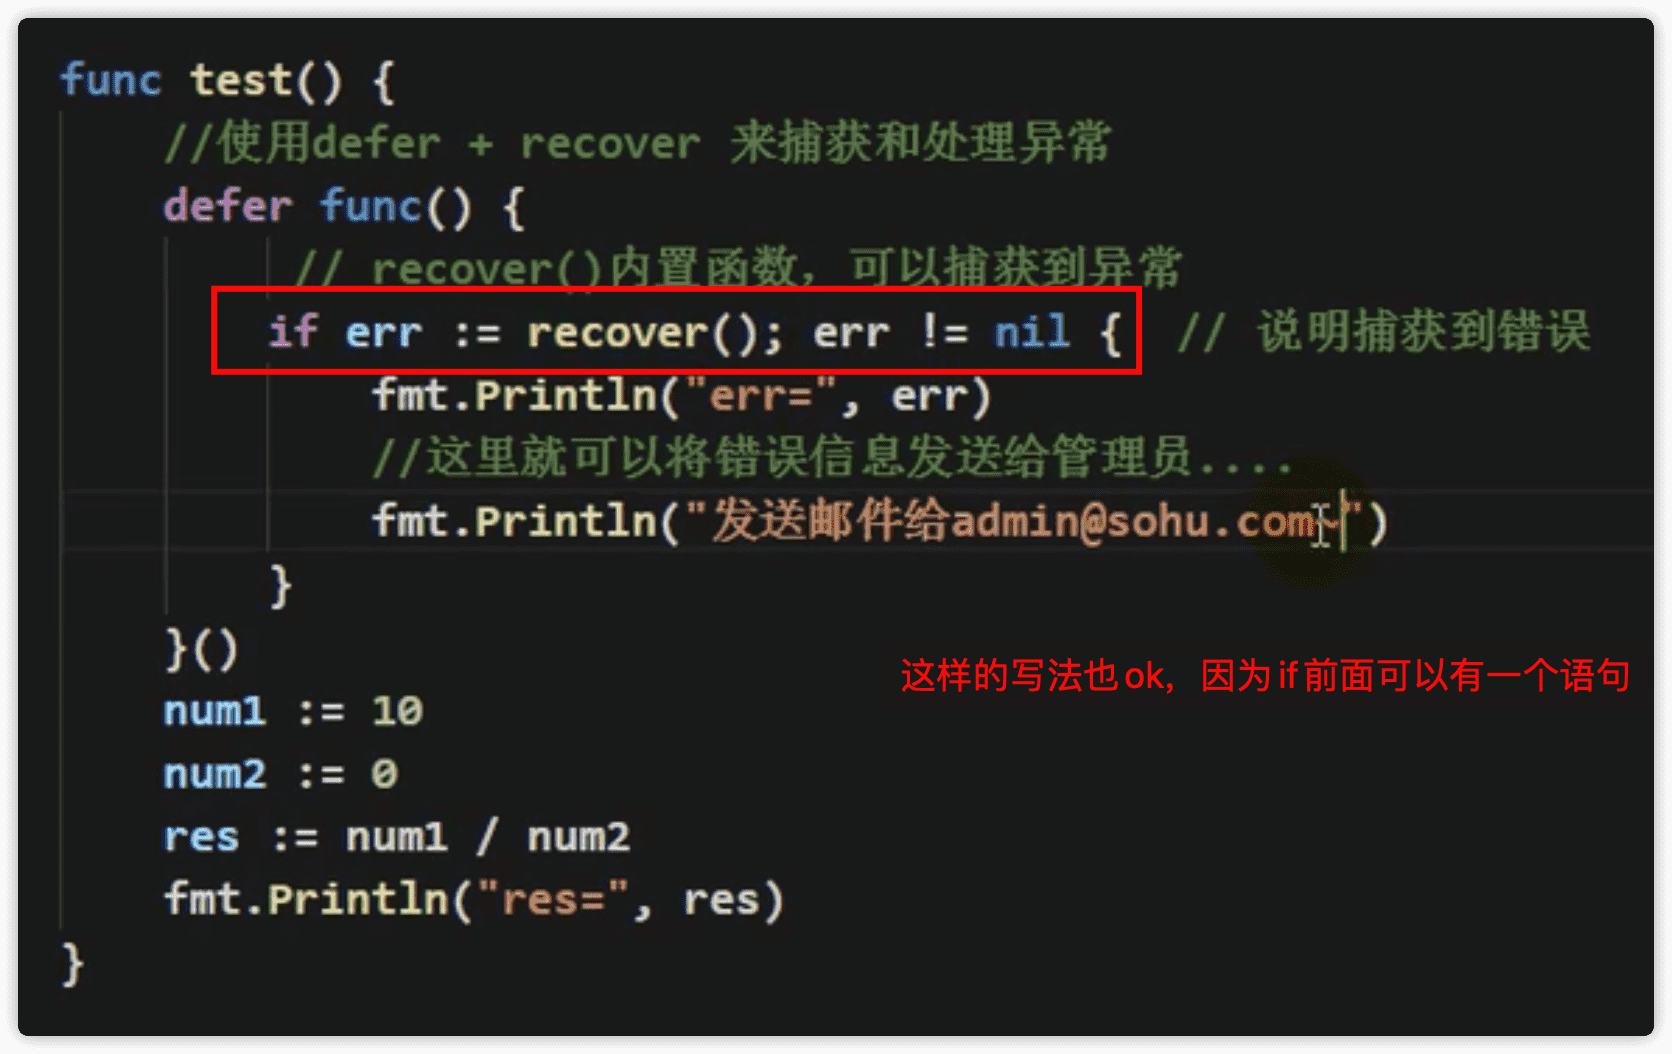 func test() {
//使用defer + recover 来捕获和处理异常
defer func() {
// recover()内置函数，可以捕获到异常
if err := recover(); err != nil { // 说明捕获到错误
fmt.Println("err=", err)
//这里就可以将错误信息发送给管理员....
fmt.Println("发送邮件给admin@sohu.com~")
}
}()
这样的写法也ok，因为if前面可以有一个语句
num1 := 10
num2 := 0
res := num1 / num2
fmt.Println("res=", res)
}